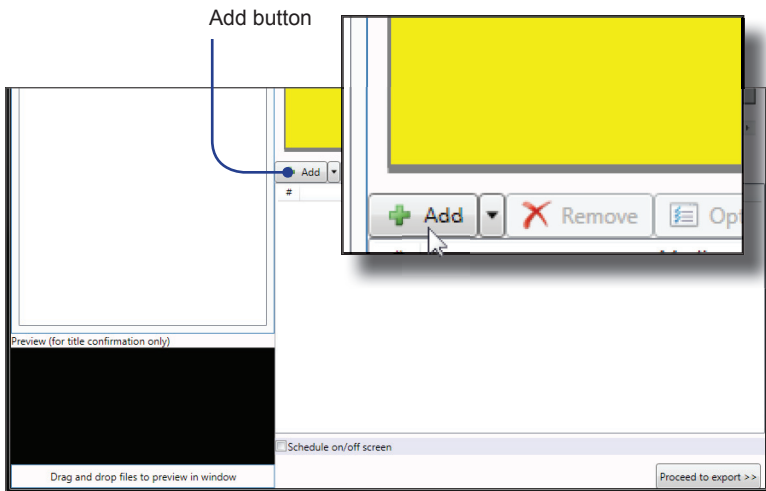 Add button
Add
#
Add
Remove
Preview (for title confirmation only)
Schedule on/off screen
Drag and drop files to preview in window
Proceed to export >>